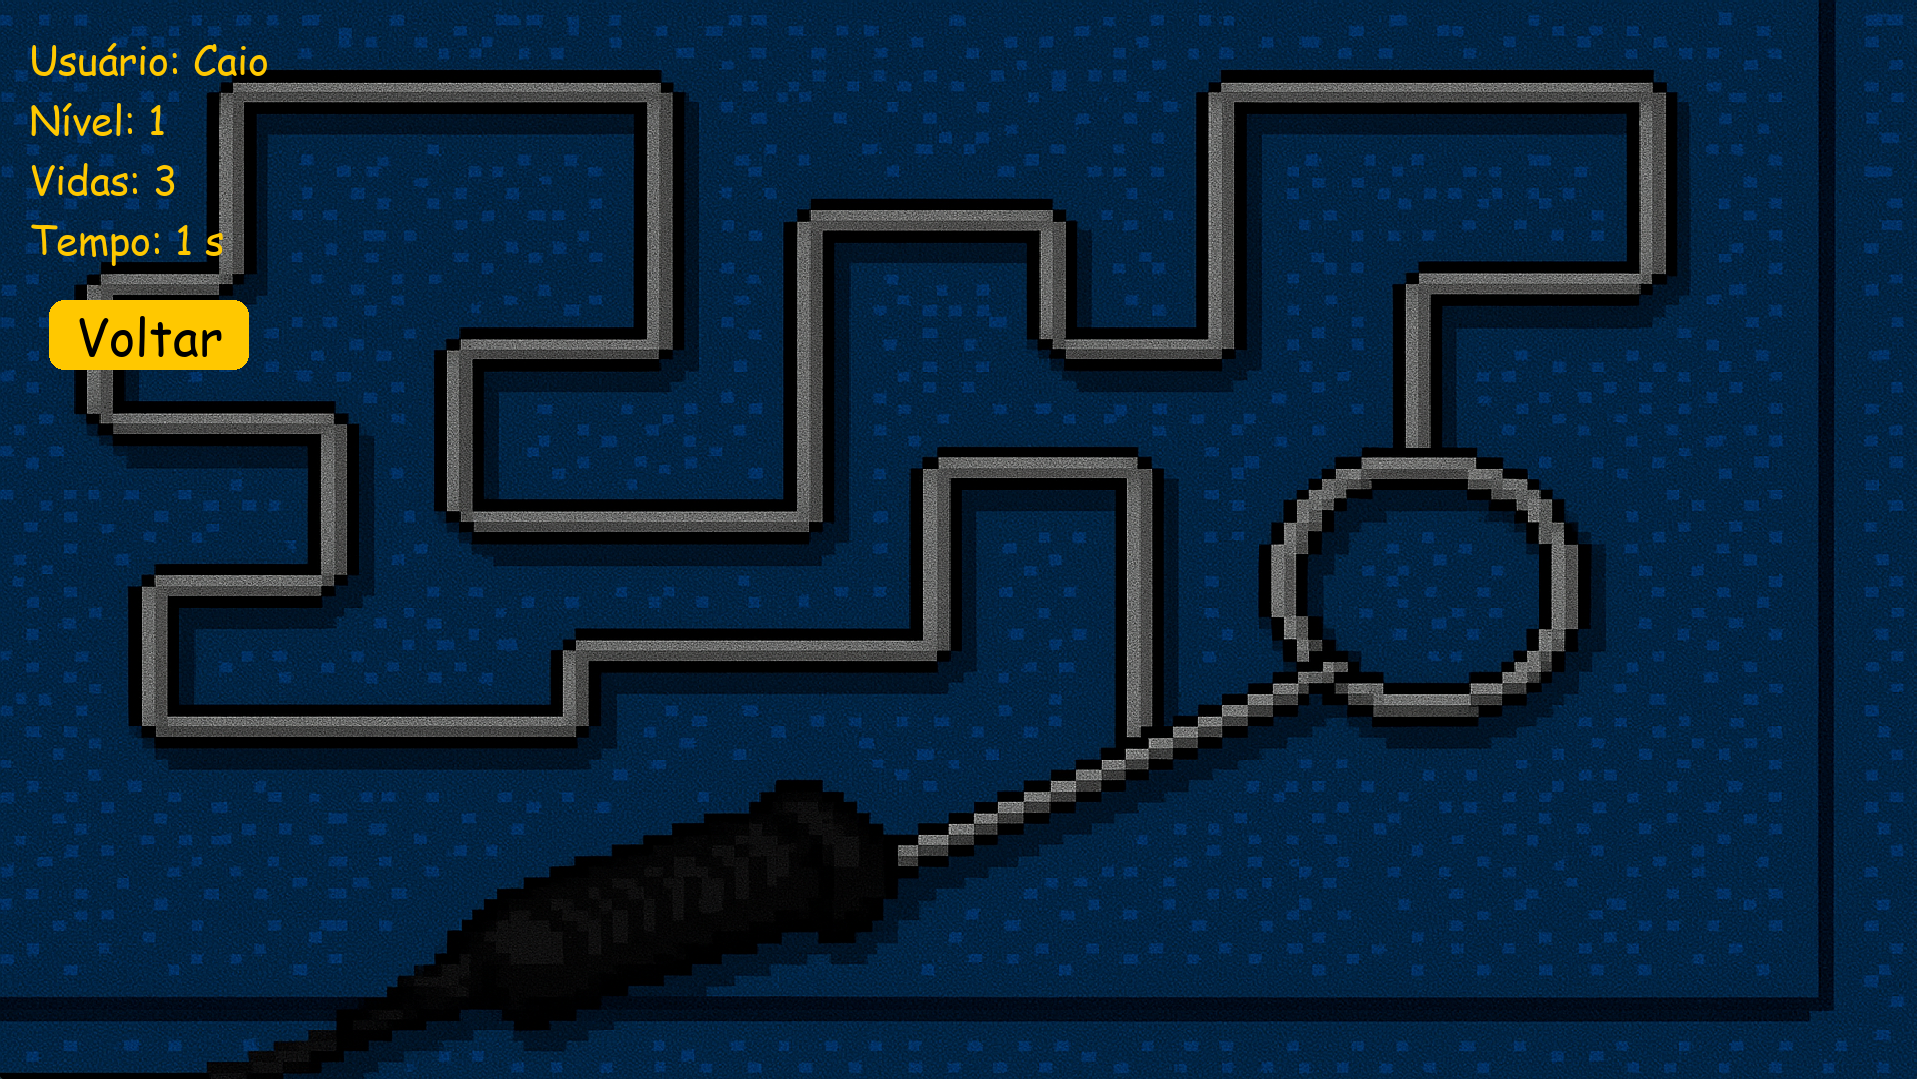 Usuário: Caio
Nível: 1
Vidas: 3
Tempo: 1 s
Voltar